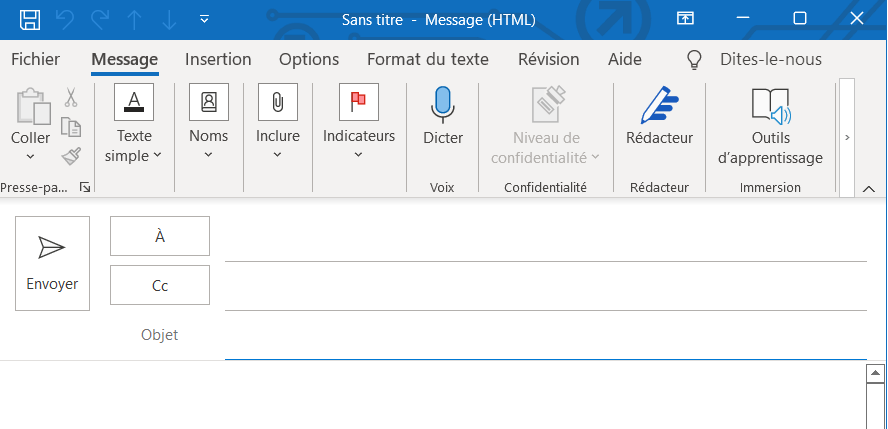 Sans titre - Message (HTML)
Fichier Message Insertion Options Format du texte Révision Aide Dites-le-nous
Coller
A
Texte
simple
Noms
Inclure
Indicateurs
Dicter
Niveau de
confidentialité
Rédacteur
Outils
d'apprentissage
Presse-pa... Voix Confidentialité Rédacteur Immersion
Envoyer
À
Cc
Objet